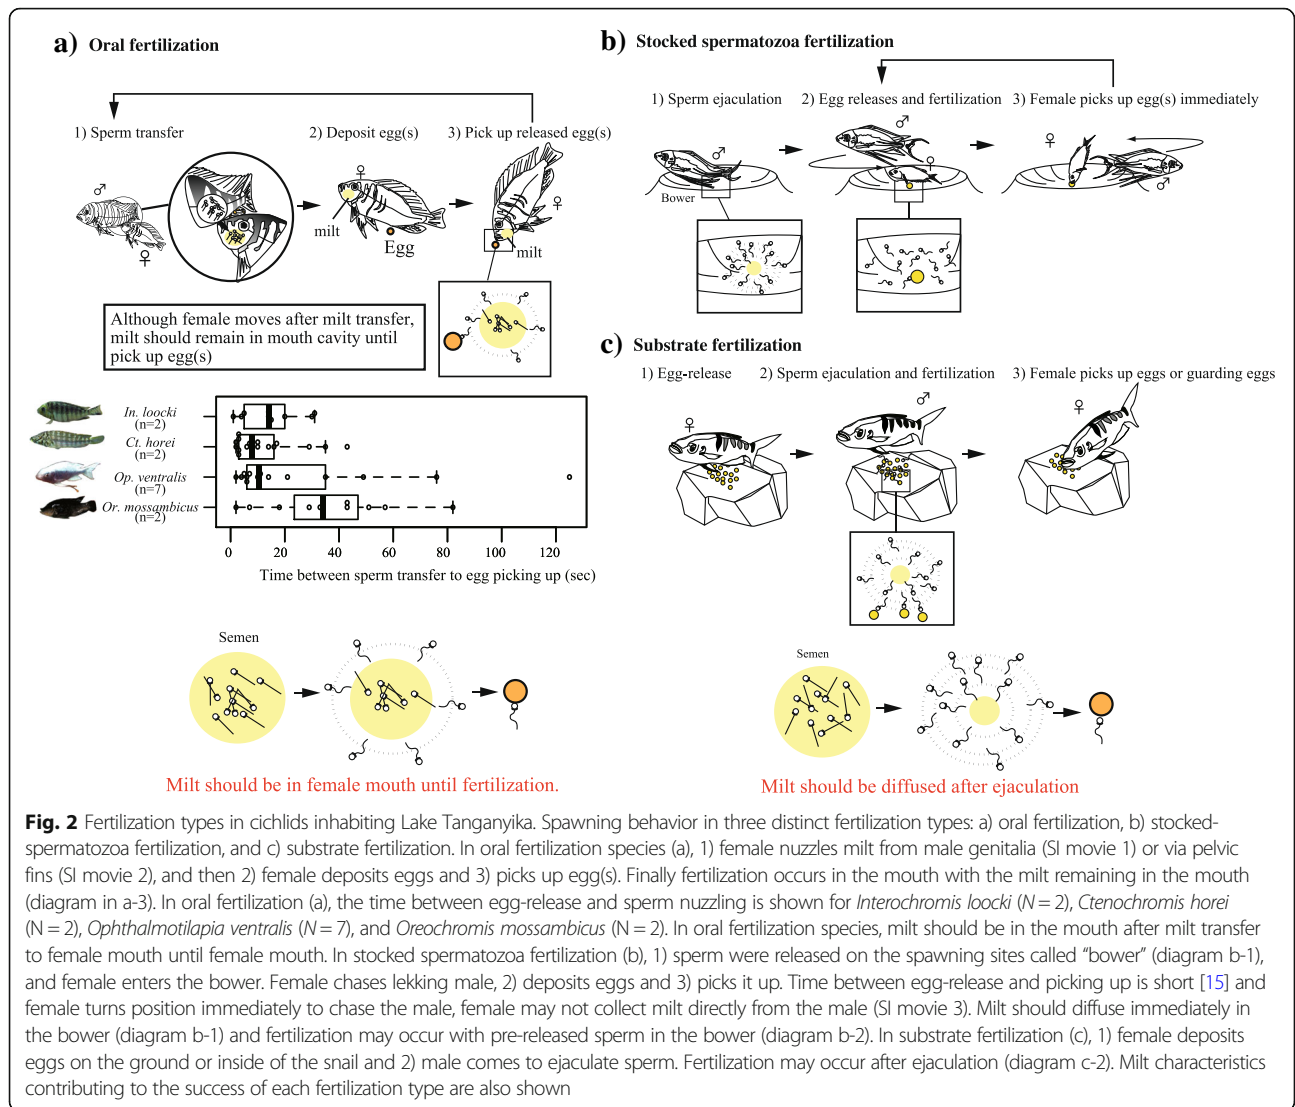 a) Oral fertilization
1) Sperm transfer
2) Deposit egg(s)
3) Pick up released egg(s)
♂
♀
♀
milt
Egg
♀
milt
Although female moves after milt transfer,
milt should remain in mouth cavity until
pick up egg(s)
In. loocki
(n=2)
Ct. horei
(n=2)
Op. ventralis
(n=7)
Or. mossambicus
(n=2)
0 20 40 60 80 100 120
Time between sperm transfer to egg picking up (sec)
Semen
Milt should be in female mouth until fertilization.
b) Stocked spermatozoa fertilization
1) Sperm ejaculation
2) Egg releases and fertilization
3) Female picks up egg(s) immediately
♂
Bower
♂
♀
♀
♂
c) Substrate fertilization
1) Egg-release
2) Sperm ejaculation and fertilization
3) Female picks up eggs or guarding eggs
♀
♂
♀
Semen
Milt should be diffused after ejaculation
Fig. 2 Fertilization types in cichlids inhabiting Lake Tanganyika. Spawning behavior in three distinct fertilization types: a) oral fertilization, b) stocked-
spermatozoa fertilization, and c) substrate fertilization. In oral fertilization species (a), 1) female nuzzles milt from male genitalia (SI movie 1) or via pelvic
fins (SI movie 2), and then 2) female deposits eggs and 3) picks up egg(s). Finally fertilization occurs in the mouth with the milt remaining in the mouth
(diagram in a-3). In oral fertilization (a), the time between egg-release and sperm nuzzling is shown for Interochromis loocki (N = 2), Ctenochromis horei
(N = 2), Ophthalmotilapia ventralis (N = 7), and Oreochromis mossambicus (N = 2). In oral fertilization species, milt should be in the mouth after milt transfer
to female mouth until female mouth. In stocked spermatozoa fertilization (b), 1) sperm were released on the spawning sites called “bower” (diagram b-1),
and female enters the bower. Female chases lekking male, 2) deposits eggs and 3) picks it up. Time between egg-release and picking up is short [15] and
female turns position immediately to chase the male, female may not collect milt directly from the male (SI movie 3). Milt should diffuse immediately in
the bower (diagram b-1) and fertilization may occur with pre-released sperm in the bower (diagram b-2). In substrate fertilization (c), 1) female deposits
eggs on the ground or inside of the snail and 2) male comes to ejaculate sperm. Fertilization may occur after ejaculation (diagram c-2). Milt characteristics
contributing to the success of each fertilization type are also shown